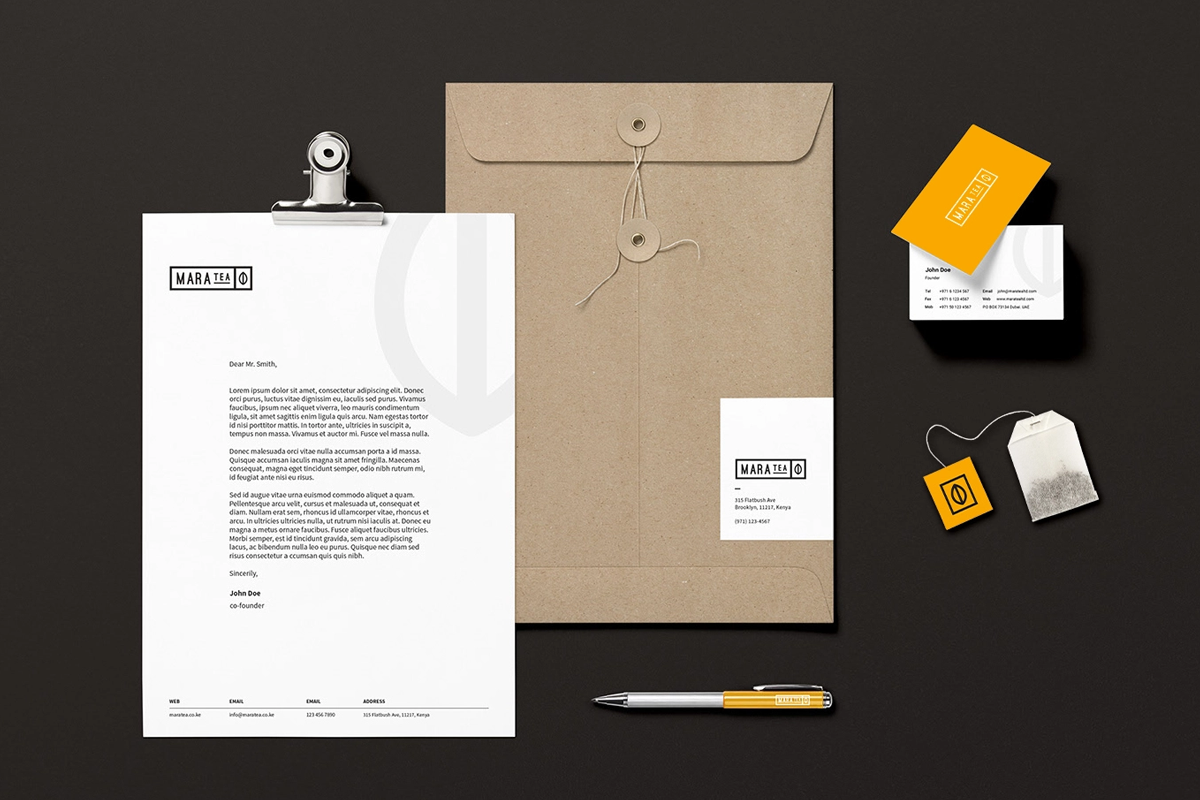 MARA TEA
Dear Mr. Smith,
Lorem ipsum dolor sit amet, consectetur adipiscing elit. Donec
orci purus, luctus vitae dignissim eu, iaculis sed purus. Vivamus
faucibus, ipsum nec aliquet viverra, leo mauris condimentum
ligula, sit amet sagittis enim ligula quis arcu. Nam egestas tortor
id nisi porttitor mattis. In tortor ante, ultricies in suscipit a,
tempus non massa. Vivamus et auctor mi. Fusce vel massa nulla.
Donec malesuada orci vitae nulla accumsan porta a id massa.
Quisque accumsan iaculis magna sit amet fringilla. Maecenas
consequat, magna eget tincidunt semper, odio nibh rutrum mi,
id feugiat ante nisi eu risus.
Sed id augue vitae urna euismod commodo aliquet a quam.
Pellentesque arcu velit, cursus et malesuada ut, consequat et
diam. Nullam erat sem, rhoncus id ullamcorper vitae, rhoncus et
arcu. In ultricies ultricies nulla, ut rutrum nisi iaculis at. Donec eu
magna a metus ornare faucibus. Fusce aliquet faucibus ultricies.
Morbi semper, est id tincidunt gravida, sem arcu adipiscing
lacus, ac bibendum nulla leo eu purus. Quisque nec diam sed
risus consectetur a ccumsan quis quis nibh.
Sincerily,
John Doe
co-founder
WEB EMAIL EMAIL ADDRESS
maratea.co.ke info@maratea.co.ke 123 456 7890 315 Flatbush Ave, 11217, Kenya
MARA TEA
315 Flatbush Ave
Brooklyn, 11217, Kenya
(971) 123-4567
MARA TEA
John Doe
Founder
Tel +971 6 1234 567 Email john@maratealtd.com
Fax +971 6 123 4567 Web www.maratealtd.com
Mob +971 50 123 4567 P.O BOX 73134 Dubai, UAE
MARA TEA